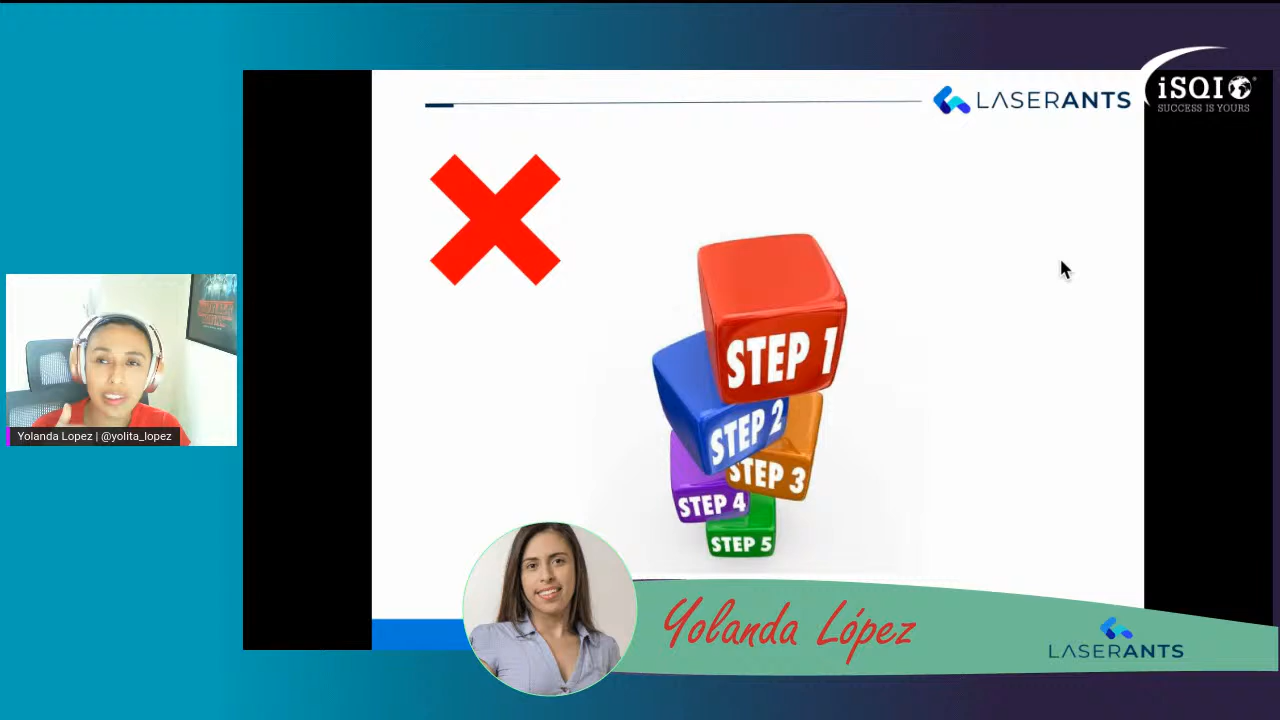 LASERANTS
iSQI
SUCCESS IS YOURS
STEP 1
STEP 2
STEP 3
STEP 4
STEP 5
Yolanda Lopez | @yolita_lopez
Yolanda López
LASERANTS